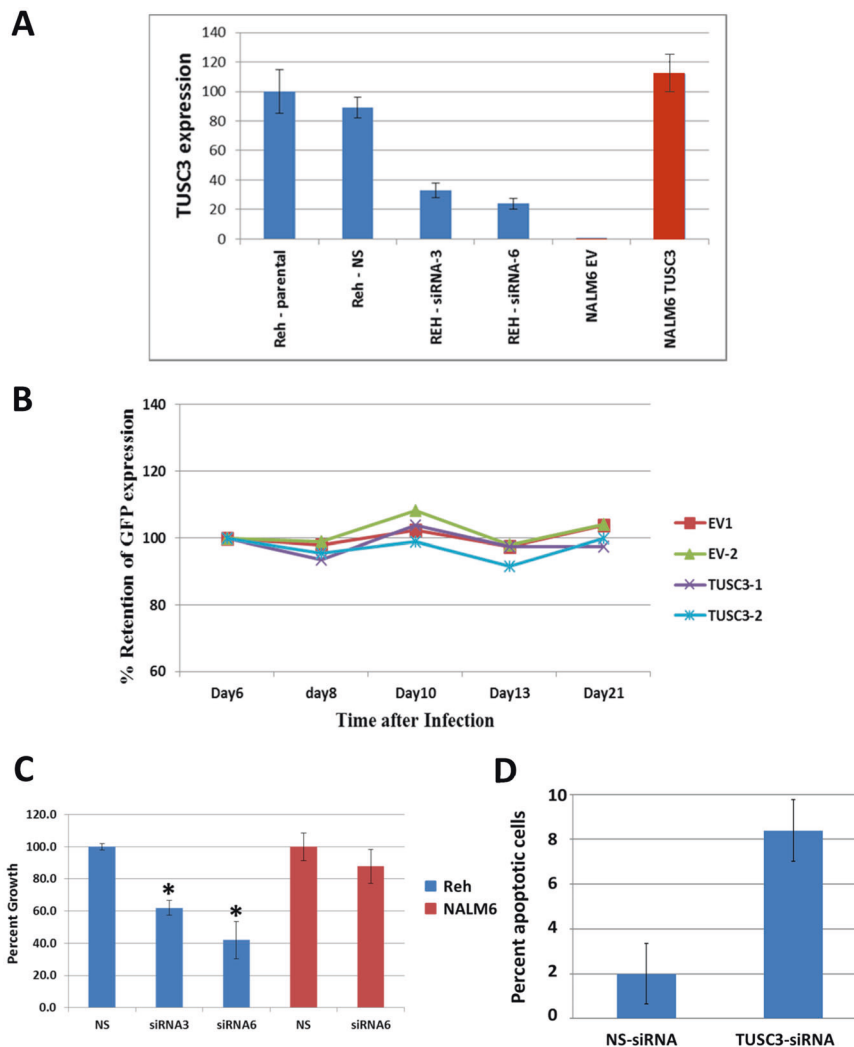 A
TUSC3 expression
140
120
100
80
60
40
20
0
Reh - parental
Reh - NS
REH - siRNA-3
REH - siRNA-6
NALM6 EV
NALM6 TUSC3
B
% Retention of GFP expression
140
120
100
80
60
Day6
day8
Day10
Day13
Day21
Time after Infection
EV1
EV-2
TUSC3-1
TUSC3-2
C
Percent Growth
120.0
100.0
80.0
60.0
40.0
20.0
0.0
*
*
NS
siRNA3
siRNA6
NS
siRNA6
Reh
NALM6
D
Percent apoptotic cells
10
8
6
4
2
0
NS-siRNA
TUSC3-siRNA